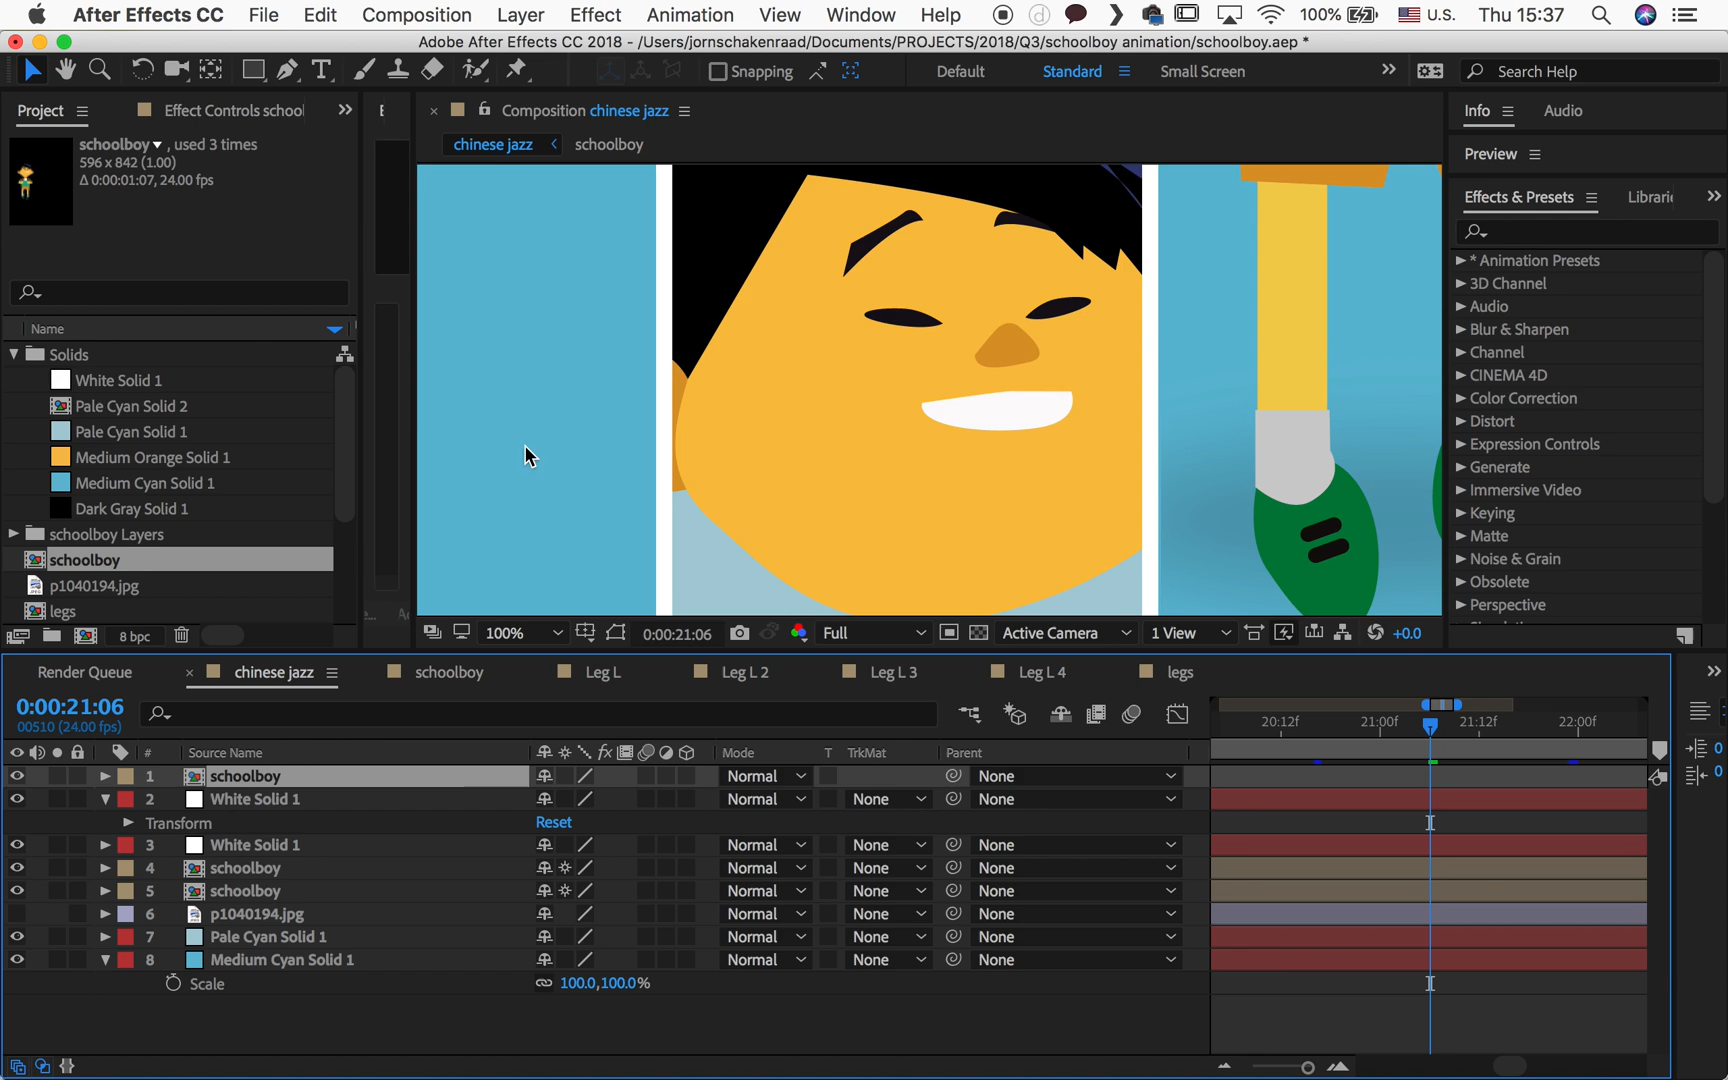 After Effects CC File Edit Composition Layer Effect Animation View Window Help 100% U.S. Thu 15:37
Adobe After Effects CC 2018 - /Users/jornschakenraad/Documents/PROJECTS/2018/Q3/schoolboy animation/schoolboy.aep *
Snapping Default Standard Small Screen Search Help
Project Effect Controls school Composition chinese jazz Info Audio
chinese jazz schoolboy
schoolboy , used 3 times
596 x 842 (1.00)
Δ 0:00:01:07, 24.00 fps
Preview
Effects & Presets Librari
* Animation Presets
3D Channel
Audio
Blur & Sharpen
Channel
CINEMA 4D
Color Correction
Distort
Expression Controls
Generate
Immersive Video
Keying
Matte
Noise & Grain
Obsolete
Perspective
Name
Solids
White Solid 1
Pale Cyan Solid 2
Pale Cyan Solid 1
Medium Orange Solid 1
Medium Cyan Solid 1
Dark Gray Solid 1
schoolboy Layers
schoolboy
p1040194.jpg
legs
8 bpc
100% 0:00:21:06 Full Active Camera 1 View +0.0
Render Queue chinese jazz schoolboy Leg L Leg L 2 Leg L 3 Leg L 4 legs
0:00:21:06
00510 (24.00 fps)
20:12f 21:00f 21:12f 22:00f
# Source Name fx Mode T TrkMat Parent
1 schoolboy Normal None
2 White Solid 1 Normal None None
Transform Reset
3 White Solid 1 Normal None None
4 schoolboy Normal None None
5 schoolboy Normal None None
6 p1040194.jpg Normal None None
7 Pale Cyan Solid 1 Normal None None
8 Medium Cyan Solid 1 Normal None None
Scale 100.0,100.0%
0
0